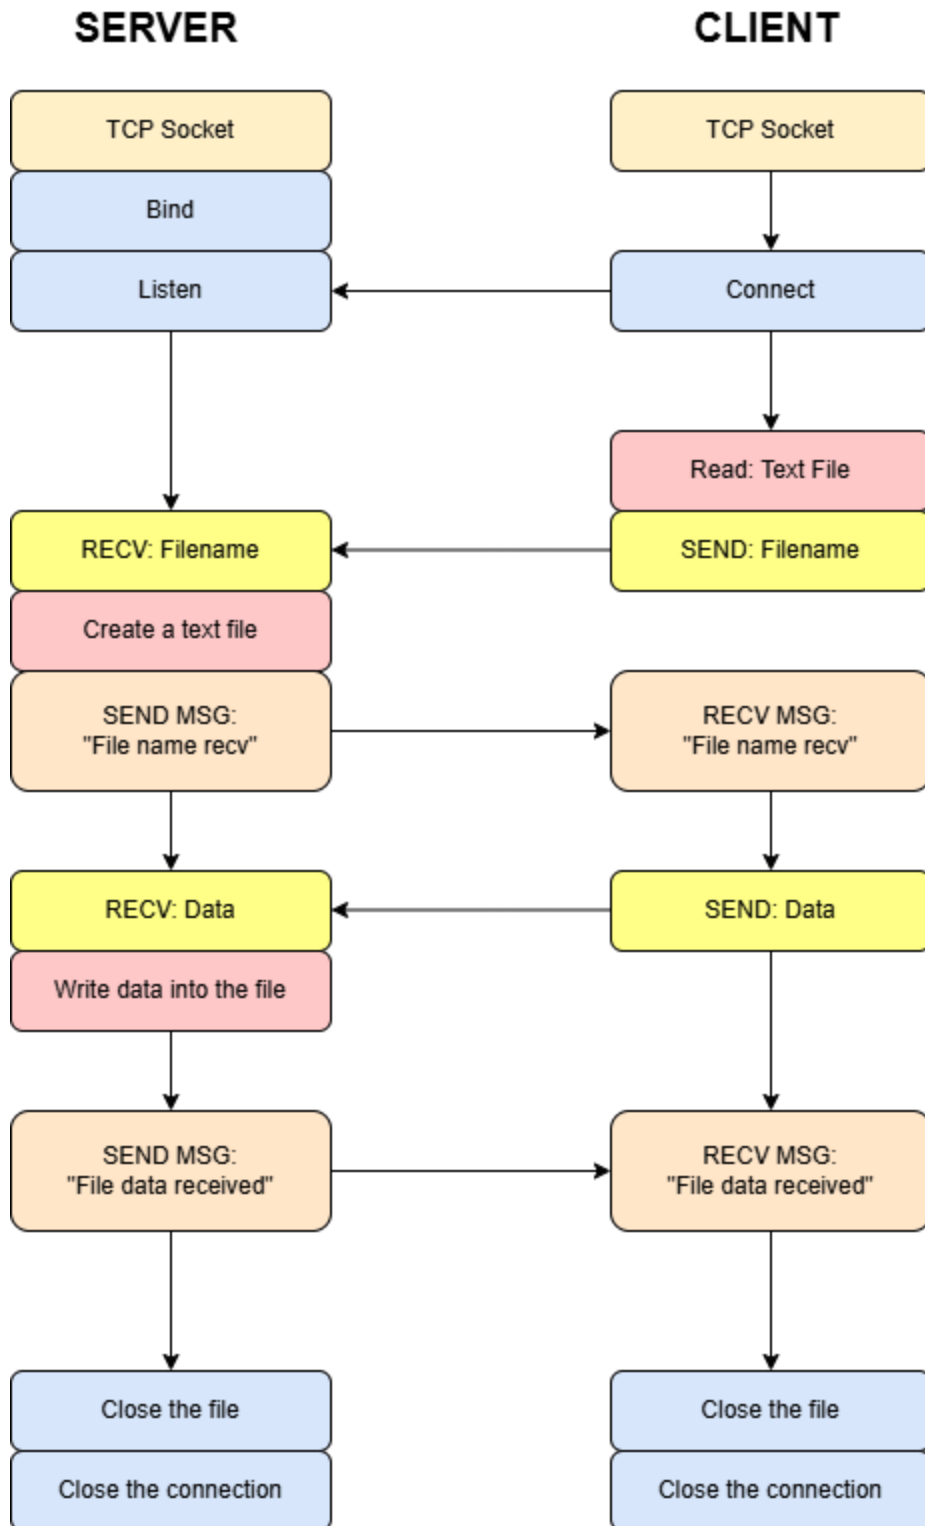 SERVER
CLIENT
TCP Socket
TCP Socket
Bind
Listen
Connect
Read: Text File
RECV: Filename
SEND: Filename
Create a text file
SEND MSG:
"File name recv"
RECV MSG:
"File name recv"
RECV: Data
SEND: Data
Write data into the file
SEND MSG:
"File data received"
RECV MSG:
"File data received"
Close the file
Close the file
Close the connection
Close the connection